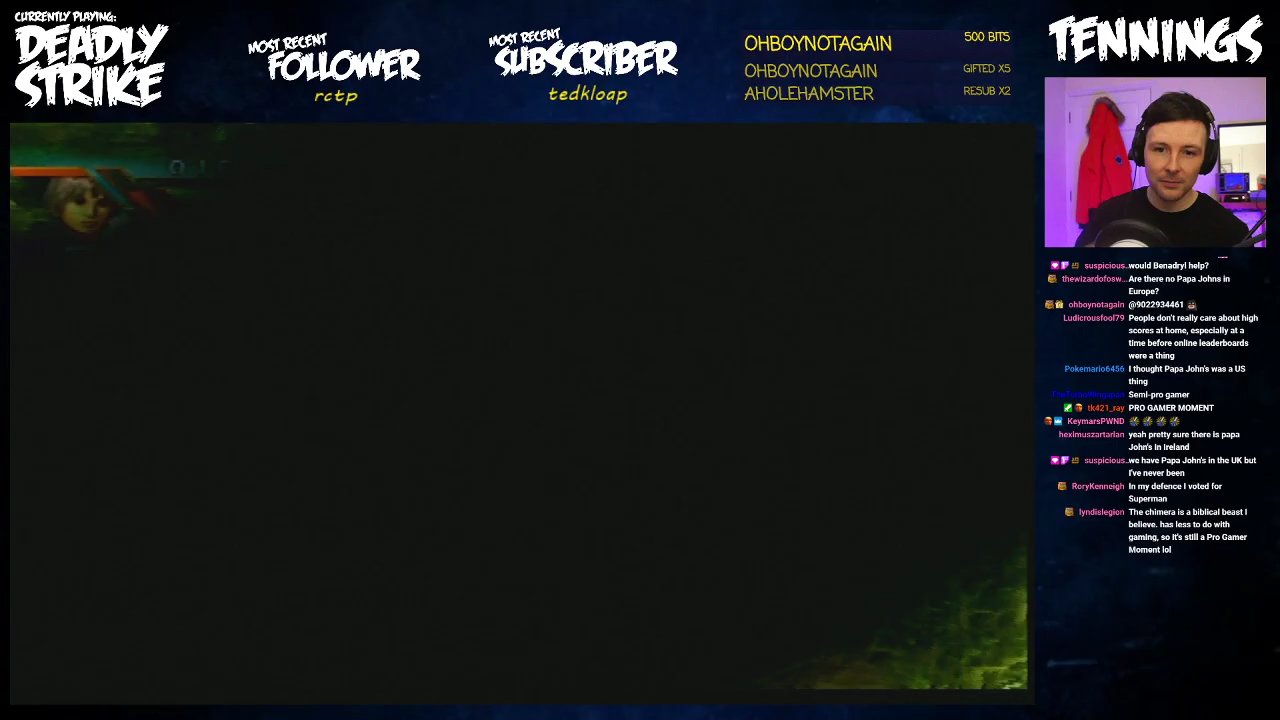 CURRENTLY PLAYING:
DEADLY
STRIKE
MOST RECENT
FOLLOWER
rctp
MOST RECENT
SUBSCRIBER
tedkloap
OHBOYNOTAGAIN 500 BITS
OHBOYNOTAGAIN GIFTED X5
AHOLEHAMSTER RESUB X2
TENNINGS
suspicious... would Benadryl help?
thewizardofosw... Are there no Papa Johns in
Europe?
ohboynotagain @9022934461
Ludicrousfool79 People don't really care about high
scores at home, especially at a
time before online leaderboards
were a thing
Pokemario6456 I thought Papa John's was a US
thing
Semi-pro gamer
tk421_ray PRO GAMER MOMENT
KeymarsPWND
heximuszartarian yeah pretty sure there is papa
John's in Ireland
suspicious... we have Papa John's in the UK but
I've never been
RoryKenneigh In my defence I voted for
Superman
lyndislegion The chimera is a biblical beast I
believe. has less to do with
gaming, so it's still a Pro Gamer
Moment lol